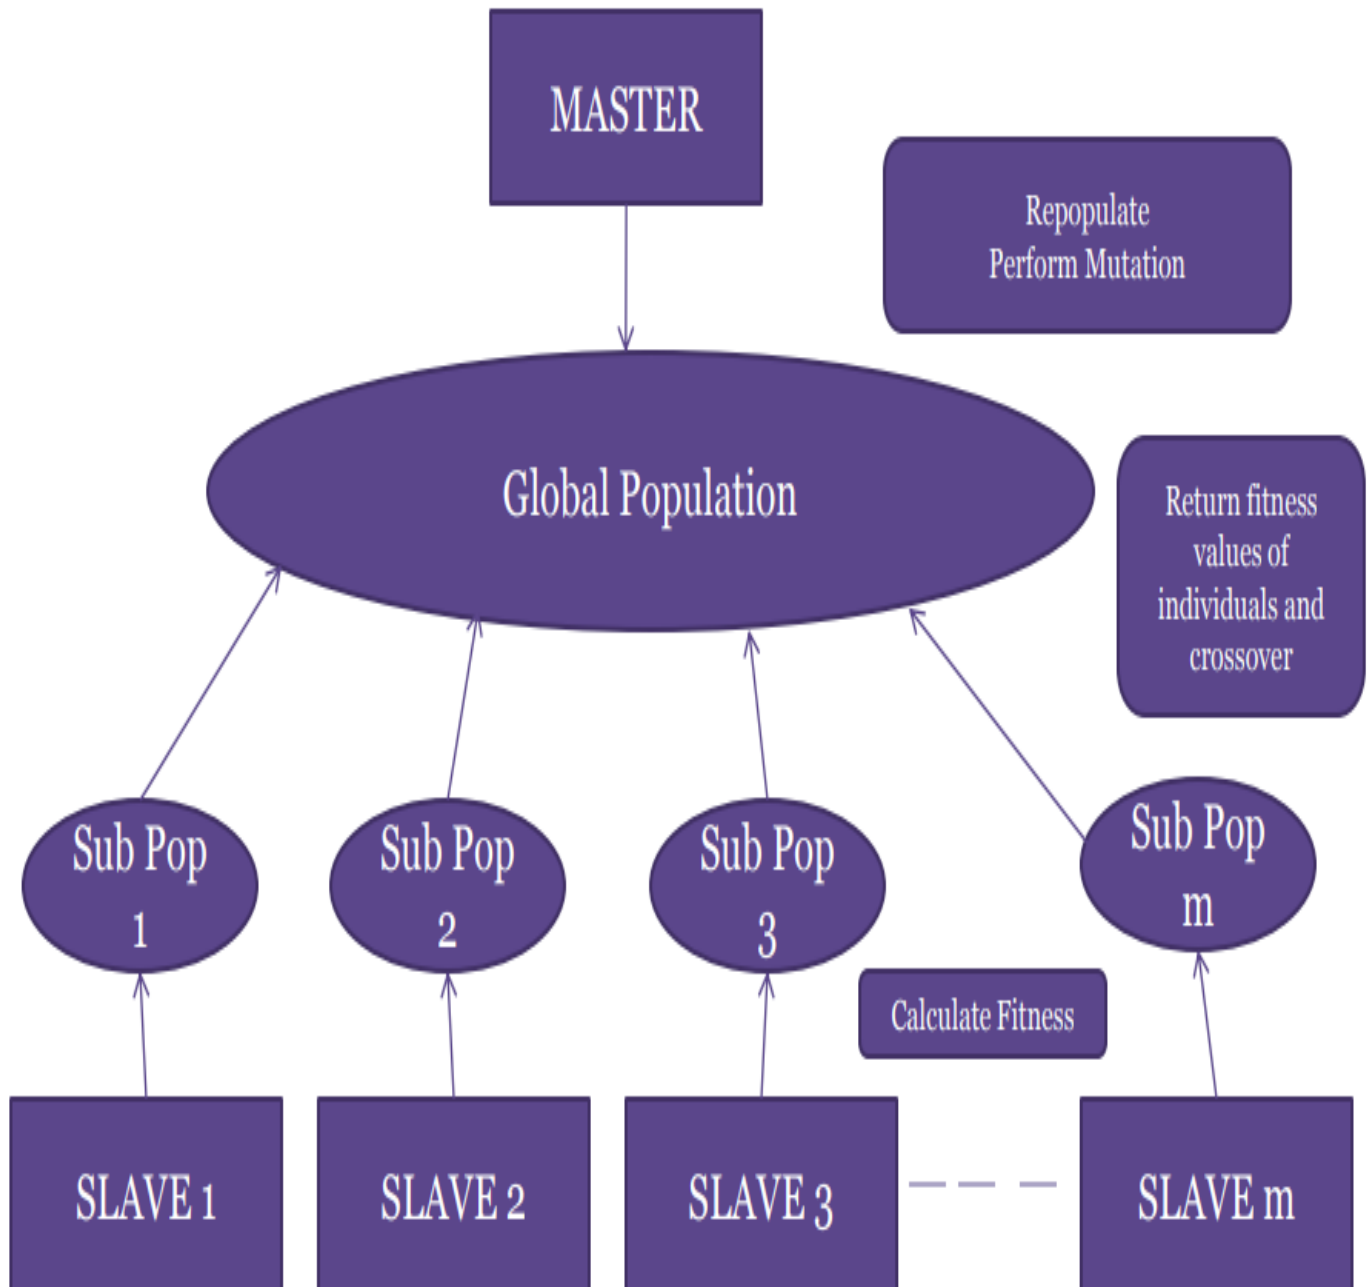 MASTER
Repopulate
Perform Mutation
Global Population
Return fitness
values of
individuals and
crossover
Sub Pop
1
Sub Pop
2
Sub Pop
3
Sub Pop
m
Calculate Fitness
SLAVE 1
SLAVE 2
SLAVE 3
SLAVE m